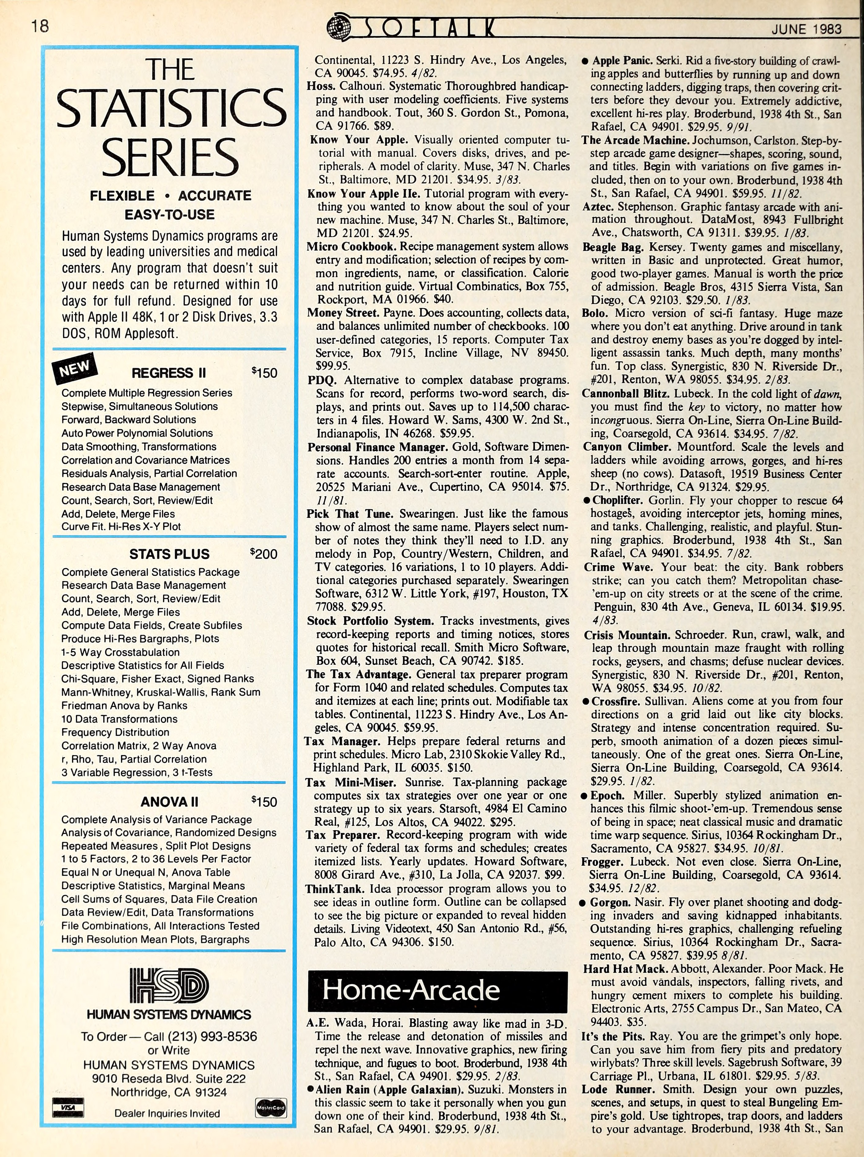 18
SOFTALK
JUNE 1983
THE
STATISTICS
SERIES
FLEXIBLE • ACCURATE
EASY-TO-USE
Human Systems Dynamics programs are
used by leading universities and medical
centers. Any program that doesn't suit
your needs can be returned within 10
days for full refund. Designed for use
with Apple II 48K, 1 or 2 Disk Drives, 3.3
DOS, ROM Applesoft.
NEW
REGRESS II $150
Complete Multiple Regression Series
Stepwise, Simultaneous Solutions
Forward, Backward Solutions
Auto Power Polynomial Solutions
Data Smoothing, Transformations
Correlation and Covariance Matrices
Residuals Analysis, Partial Correlation
Research Data Base Management
Count, Search, Sort, Review/Edit
Add, Delete, Merge Files
Curve Fit. Hi-Res X-Y Plot
STATS PLUS $200
Complete General Statistics Package
Research Data Base Management
Count, Search, Sort, Review/Edit
Add, Delete, Merge Files
Compute Data Fields, Create Subfiles
Produce Hi-Res Bargraphs, Plots
1-5 Way Crosstabulation
Descriptive Statistics for All Fields
Chi-Square, Fisher Exact, Signed Ranks
Mann-Whitney, Kruskal-Wallis, Rank Sum
Friedman Anova by Ranks
10 Data Transformations
Frequency Distribution
Correlation Matrix, 2 Way Anova
r, Rho, Tau, Partial Correlation
3 Variable Regression, 3 t-Tests
ANOVA II $150
Complete Analysis of Variance Package
Analysis of Covariance, Randomized Designs
Repeated Measures, Split Plot Designs
1 to 5 Factors, 2 to 36 Levels Per Factor
Equal N or Unequal N, Anova Table
Descriptive Statistics, Marginal Means
Cell Sums of Squares, Data File Creation
Data Review/Edit, Data Transformations
File Combinations, All Interactions Tested
High Resolution Mean Plots, Bargraphs
HSD
HUMAN SYSTEMS DYNAMICS
To Order — Call (213) 993-8536
or Write
HUMAN SYSTEMS DYNAMICS
9010 Reseda Blvd. Suite 222
Northridge, CA 91324
VISA
Dealer Inquiries Invited
MasterCard
Continental, 11223 S. Hindry Ave., Los Angeles,
CA 90045. $74.95. 4/82.
Hoss. Calhouri. Systematic Thoroughbred handicap-
ping with user modeling coefficients. Five systems
and handbook. Tout, 360 S. Gordon St., Pomona,
CA 91766. $89.
Know Your Apple. Visually oriented computer tu-
torial with manual. Covers disks, drives, and pe-
ripherals. A model of clarity. Muse, 347 N. Charles
St., Baltimore, MD 21201. $34.95. 3/83.
Know Your Apple IIe. Tutorial program with every-
thing you wanted to know about the soul of your
new machine. Muse, 347 N. Charles St., Baltimore,
MD 21201. $24.95.
Micro Cookbook. Recipe management system allows
entry and modification; selection of recipes by com-
mon ingredients, name, or classification. Calorie
and nutrition guide. Virtual Combinatics, Box 755,
Rockport, MA 01966. $40.
Money Street. Payne. Does accounting, collects data,
and balances unlimited number of checkbooks. 100
user-defined categories, 15 reports. Computer Tax
Service, Box 7915, Incline Village, NV 89450.
$99.95.
PDQ. Alternative to complex database programs.
Scans for record, performs two-word search, dis-
plays, and prints out. Saves up to 114,500 charac-
ters in 4 files. Howard W. Sams, 4300 W. 2nd St.,
Indianapolis, IN 46268. $59.95.
Personal Finance Manager. Gold, Software Dimen-
sions. Handles 200 entries a month from 14 sepa-
rate accounts. Search-sort-enter routine. Apple,
20525 Mariani Ave., Cupertino, CA 95014. $75.
11/81.
Pick That Tune. Swearingen. Just like the famous
show of almost the same name. Players select num-
ber of notes they think they'll need to I.D. any
melody in Pop, Country/Western, Children, and
TV categories. 16 variations, 1 to 10 players. Addi-
tional categories purchased separately. Swearingen
Software, 6312 W. Little York, #197, Houston, TX
77088. $29.95.
Stock Portfolio System. Tracks investments, gives
record-keeping reports and timing notices, stores
quotes for historical recall. Smith Micro Software,
Box 604, Sunset Beach, CA 90742. $185.
The Tax Advantage. General tax preparer program
for Form 1040 and related schedules. Computes tax
and itemizes at each line; prints out. Modifiable tax
tables. Continental, 11223 S. Hindry Ave., Los An-
geles, CA 90045. $59.95.
Tax Manager. Helps prepare federal returns and
print schedules. Micro Lab, 2310 Skokie Valley Rd.,
Highland Park, IL 60035. $150.
Tax Mini-Miser. Sunrise. Tax-planning package
computes six tax strategies over one year or one
strategy up to six years. Starsoft, 4984 El Camino
Real, #125, Los Altos, CA 94022. $295.
Tax Preparer. Record-keeping program with wide
variety of federal tax forms and schedules; creates
itemized lists. Yearly updates. Howard Software,
8008 Girard Ave., #310, La Jolla, CA 92037. $99.
ThinkTank. Idea processor program allows you to
see ideas in outline form. Outline can be collapsed
to see the big picture or expanded to reveal hidden
details. Living Videotext, 450 San Antonio Rd., #56,
Palo Alto, CA 94306. $150.
Home-Arcade
A.E. Wada, Horai. Blasting away like mad in 3-D.
Time the release and detonation of missiles and
repel the next wave. Innovative graphics, new firing
technique, and fugues to boot. Broderbund, 1938 4th
St., San Rafael, CA 94901. $29.95. 2/83.
• Alien Rain (Apple Galaxian). Suzuki. Monsters in
this classic seem to take it personally when you gun
down one of their kind. Broderbund, 1938 4th St.,
San Rafael, CA 94901. $29.95. 9/81.
• Apple Panic. Serki. Rid a five-story building of crawl-
ing apples and butterflies by running up and down
connecting ladders, digging traps, then covering crit-
ters before they devour you. Extremely addictive,
excellent hi-res play. Broderbund, 1938 4th St., San
Rafael, CA 94901. $29.95. 9/91.
The Arcade Machine. Jochumson, Carlston. Step-by-
step arcade game designer—shapes, scoring, sound,
and titles. Begin with variations on five games in-
cluded, then on to your own. Broderbund, 1938 4th
St., San Rafael, CA 94901. $59.95. 11/82.
Aztec. Stephenson. Graphic fantasy arcade with ani-
mation throughout. DataMost, 8943 Fullbright
Ave., Chatsworth, CA 91311. $39.95. 1/83.
Beagle Bag. Kersey. Twenty games and miscellany,
written in Basic and unprotected. Great humor,
good two-player games. Manual is worth the price
of admission. Beagle Bros, 4315 Sierra Vista, San
Diego, CA 92103. $29.50. 1/83.
Bolo. Micro version of sci-fi fantasy. Huge maze
where you don't eat anything. Drive around in tank
and destroy enemy bases as you're dogged by intel-
ligent assassin tanks. Much depth, many months'
fun. Top class. Synergistic, 830 N. Riverside Dr.,
#201, Renton, WA 98055. $34.95. 2/83.
Cannonball Blitz. Lubeck. In the cold light of dawn,
you must find the key to victory, no matter how
incongruous. Sierra On-Line, Sierra On-Line Build-
ing, Coarsegold, CA 93614. $34.95. 7/82.
Canyon Climber. Mountford. Scale the levels and
ladders while avoiding arrows, gorges, and hi-res
sheep (no cows). Datasoft, 19519 Business Center
Dr., Northridge, CA 91324. $29.95.
• Choplifter. Gorlin. Fly your chopper to rescue 64
hostages, avoiding interceptor jets, homing mines,
and tanks. Challenging, realistic, and playful. Stun-
ning graphics. Broderbund, 1938 4th St., San
Rafael, CA 94901. $34.95. 7/82.
Crime Wave. Your beat: the city. Bank robbers
strike; can you catch them? Metropolitan chase-
'em-up on city streets or at the scene of the crime.
Penguin, 830 4th Ave., Geneva, IL 60134. $19.95.
4/83.
Crisis Mountain. Schroeder. Run, crawl, walk, and
leap through mountain maze fraught with rolling
rocks, geysers, and chasms; defuse nuclear devices.
Synergistic, 830 N. Riverside Dr., #201, Renton,
WA 98055. $34.95. 10/82.
• Crossfire. Sullivan. Aliens come at you from four
directions on a grid laid out like city blocks.
Strategy and intense concentration required. Su-
perb, smooth animation of a dozen pieces simul-
taneously. One of the great ones. Sierra On-Line,
Sierra On-Line Building, Coarsegold, CA 93614.
$29.95. 1/82.
• Epoch. Miller. Superbly stylized animation en-
hances this filmic shoot-'em-up. Tremendous sense
of being in space; neat classical music and dramatic
time warp sequence. Sirius, 10364 Rockingham Dr.,
Sacramento, CA 95827. $34.95. 10/81.
Frogger. Lubeck. Not even close. Sierra On-Line,
Sierra On-Line Building, Coarsegold, CA 93614.
$34.95. 12/82.
• Gorgon. Nasir. Fly over planet shooting and dodg-
ing invaders and saving kidnapped inhabitants.
Outstanding hi-res graphics, challenging refueling
sequence. Sirius, 10364 Rockingham Dr., Sacra-
mento, CA 95827. $39.95 8/81.
Hard Hat Mack. Abbott, Alexander. Poor Mack. He
must avoid vandals, inspectors, falling rivets, and
hungry cement mixers to complete his building.
Electronic Arts, 2755 Campus Dr., San Mateo, CA
94403. $35.
It's the Pits. Ray. You are the grimpet's only hope.
Can you save him from fiery pits and predatory
wirlybats? Three skill levels. Sagebrush Software, 39
Carriage Pl., Urbana, IL 61801. $29.95. 5/83.
Lode Runner. Smith. Design your own puzzles,
scenes, and setups, in quest to steal Bungeling Em-
pire's gold. Use tightropes, trap doors, and ladders
to your advantage. Broderbund, 1938 4th St., San